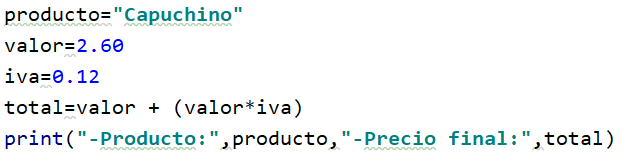 producto="Capuchino"
valor=2.60
iva=0.12
total=valor + (valor*iva)
print("-Producto:",producto,"-Precio final:",total)